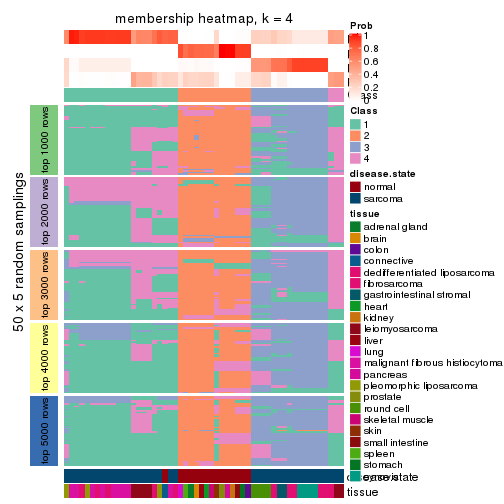 membership heatmap, k = 4
50 x 5 random samplings
top 1000 rows
top 2000 rows
top 3000 rows
top 4000 rows
top 5000 rows
Prob
1
0.8
0.6
0.4
0.2
0
Class
1
2
3
4
disease.state
normal
sarcoma
tissue
adrenal gland
brain
colon
connective
dedifferentiated liposarcoma
fibrosarcoma
gastrointestinal stromal
heart
kidney
leiomyosarcoma
liver
lung
malignant fibrous histiocytoma
pancreas
pleomorphic liposarcoma
prostate
round cell
skeletal muscle
skin
small intestine
spleen
stomach
disease.state
tissue